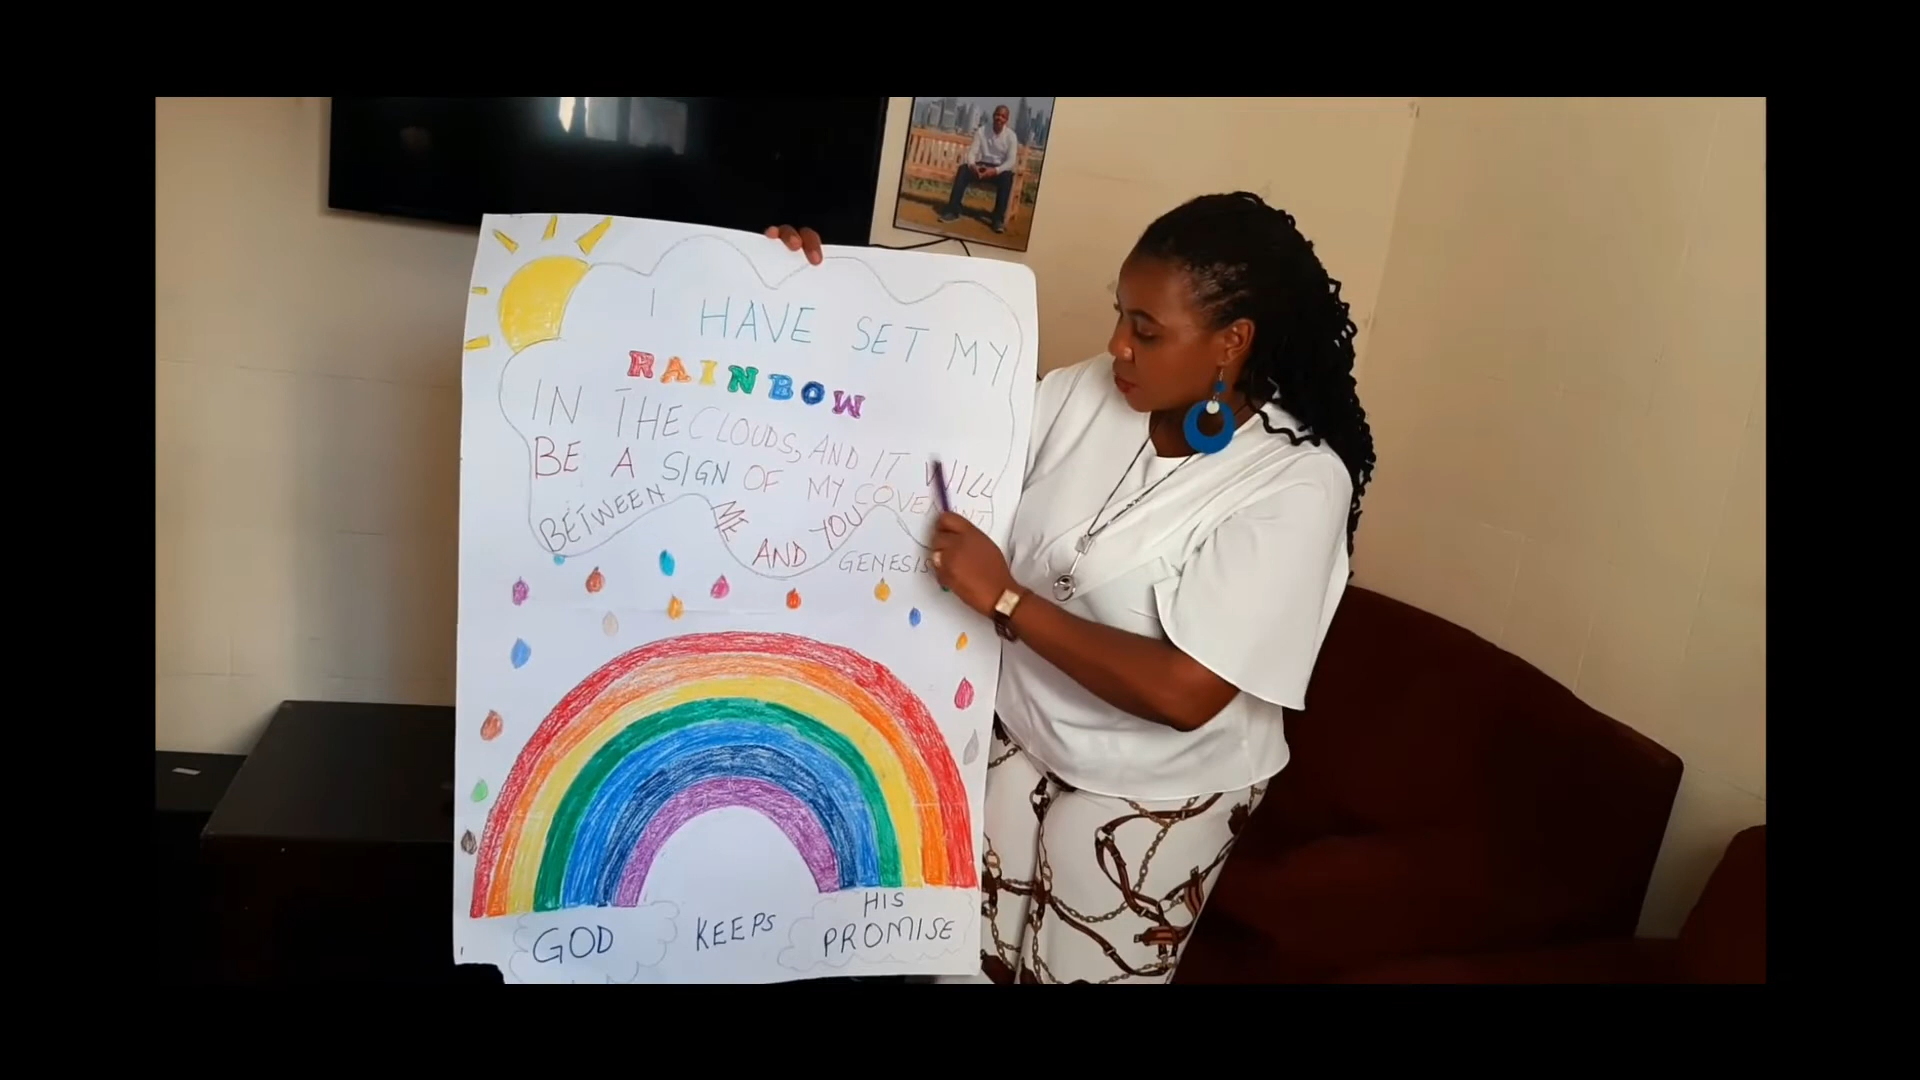 I HAVE SET MY
RAINBOW
IN THE CLOUDS, AND IT WILL
BE A SIGN OF MY COVENANT
BETWEEN ME AND YOU
GENESIS
GOD KEEPS HIS
PROMISE